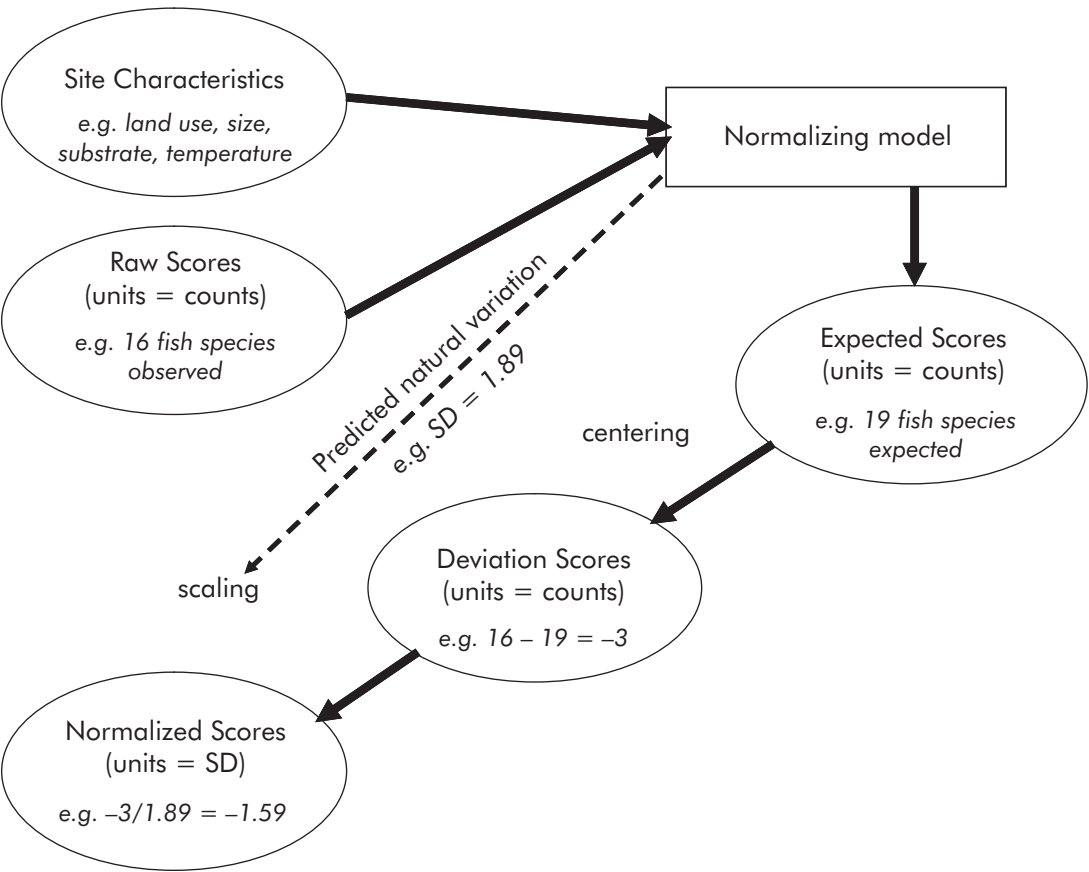 Site Characteristics
e.g. land use, size,
substrate, temperature
Normalizing model
Raw Scores
(units = counts)
e.g. 16 fish species
observed
Predicted natural variation
e.g. SD = 1.89
Expected Scores
(units = counts)
e.g. 19 fish species
expected
centering
Deviation Scores
(units = counts)
e.g. 16 – 19 = –3
scaling
Normalized Scores
(units = SD)
e.g. –3/1.89 = –1.59